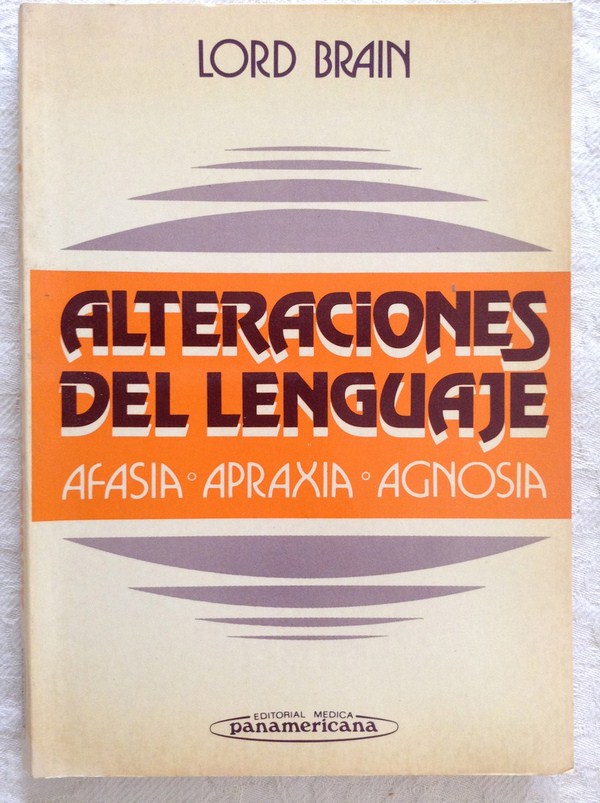 LORD BRAIN
ALTERACiONES
DEL LENGUAJE
AFASIA ° APRAXIA ° AGNOSIA
EDITORIAL MEDICA
panamericana